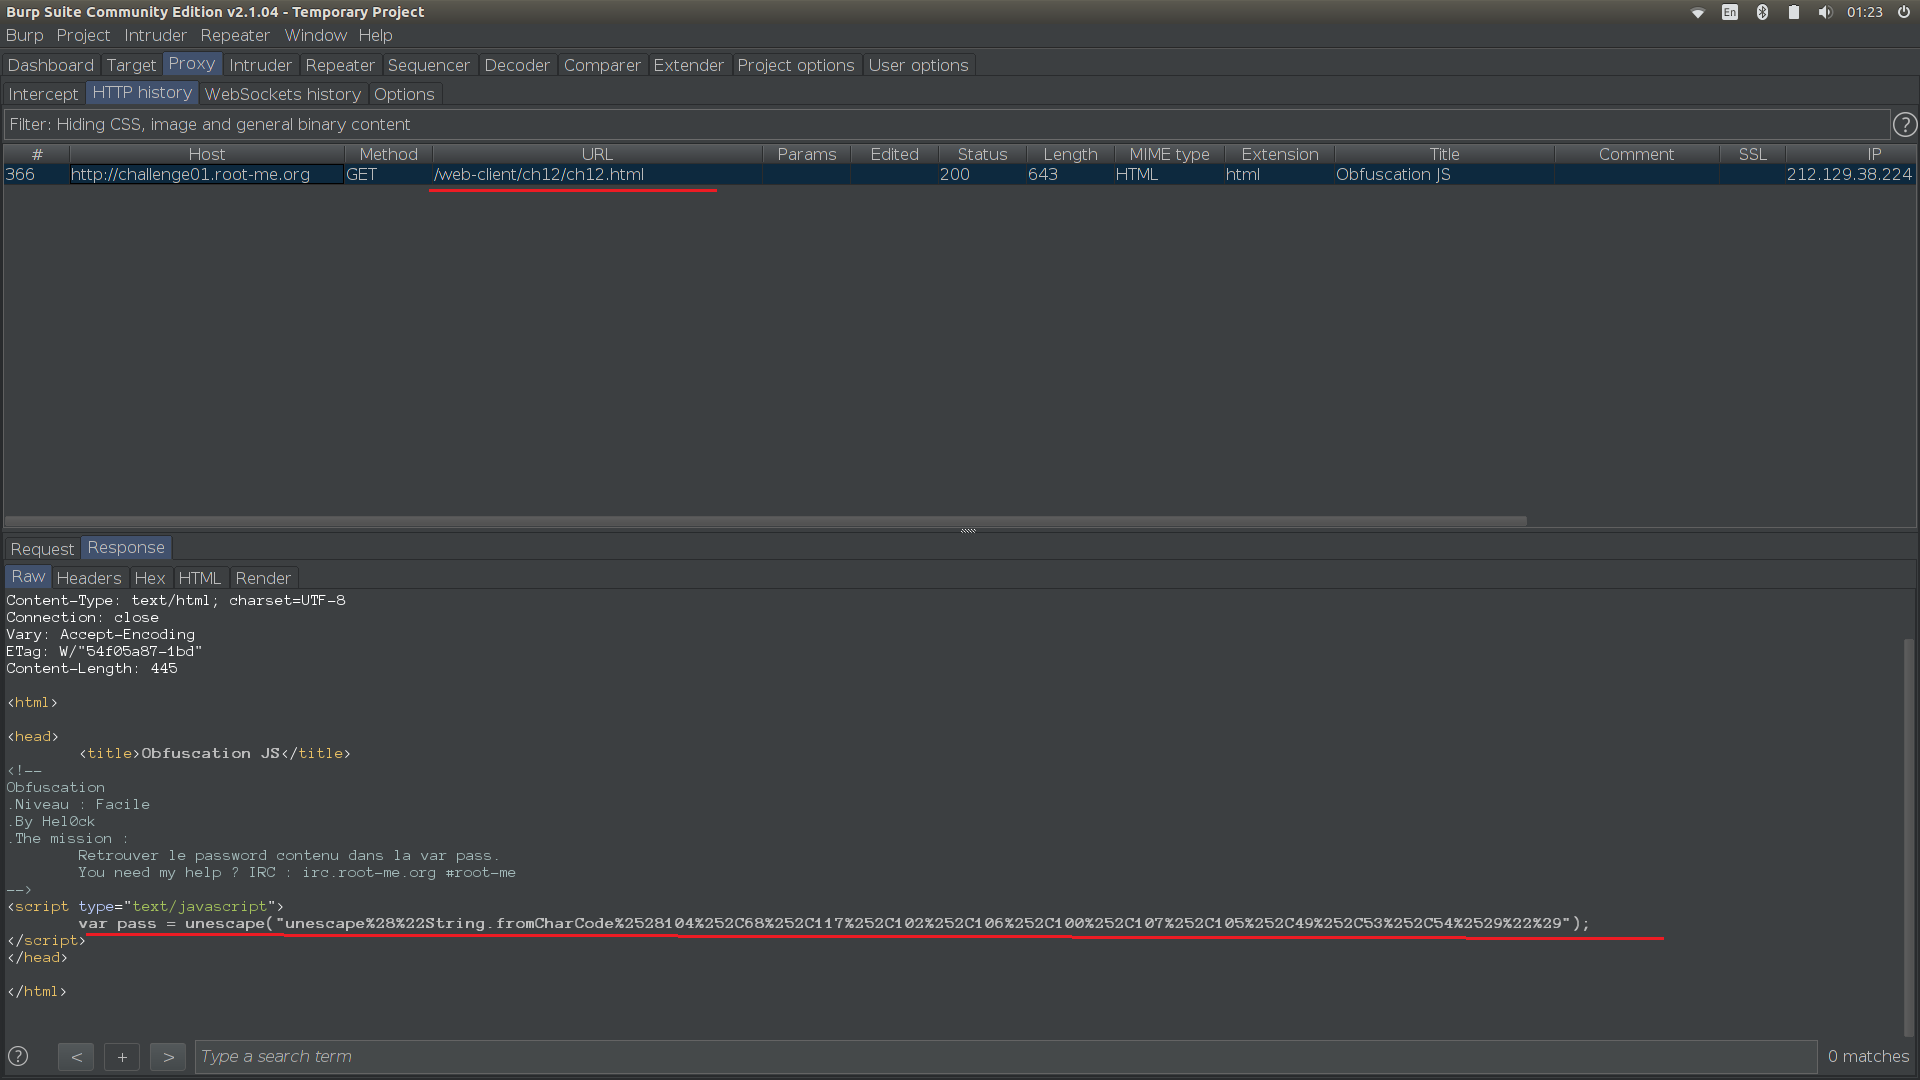 Burp Suite Community Edition v2.1.04 - Temporary Project
En
01:23
Burp Project Intruder Repeater Window Help
Dashboard Target Proxy Intruder Repeater Sequencer Decoder Comparer Extender Project options User options
Intercept HTTP history WebSockets history Options
Filter: Hiding CSS, image and general binary content
?
# Host Method URL Params Edited Status Length MIME type Extension Title Comment SSL IP
366 http://challenge01.root-me.org GET /web-client/ch12/ch12.html 200 643 HTML html Obfuscation JS 212.129.38.224
Request Response
Raw Headers Hex HTML Render
Content-Type: text/html; charset=UTF-8
Connection: close
Vary: Accept-Encoding
ETag: W/"54f05a87-1bd"
Content-Length: 445
<html>
<head>
<title>Obfuscation JS</title>
<!--
Obfuscation
.Niveau : Facile
.By Hel0ck
.The mission :
Retrouver le password contenu dans la var pass.
You need my help ? IRC : irc.root-me.org #root-me
-->
<script type="text/javascript">
var pass = unescape("unescape%28%22String.fromCharCode%2528104%252C68%252C117%252C102%252C106%252C100%252C107%252C105%252C49%252C53%252C54%2529%22%29");
</script>
</head>
</html>
? < + > Type a search term 0 matches